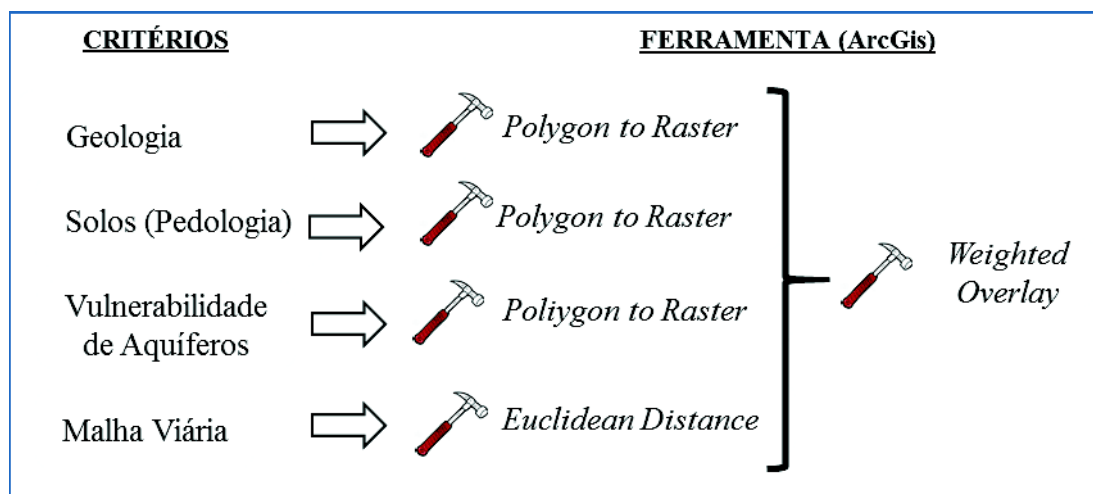 CRITÉRIOS
FERRAMENTA (ArcGis)
Geologia
Polygon to Raster
Solos (Pedologia)
Polygon to Raster
Vulnerabilidade
de Aquíferos
Poliygon to Raster
Malha Viária
Euclidean Distance
Weighted
Overlay